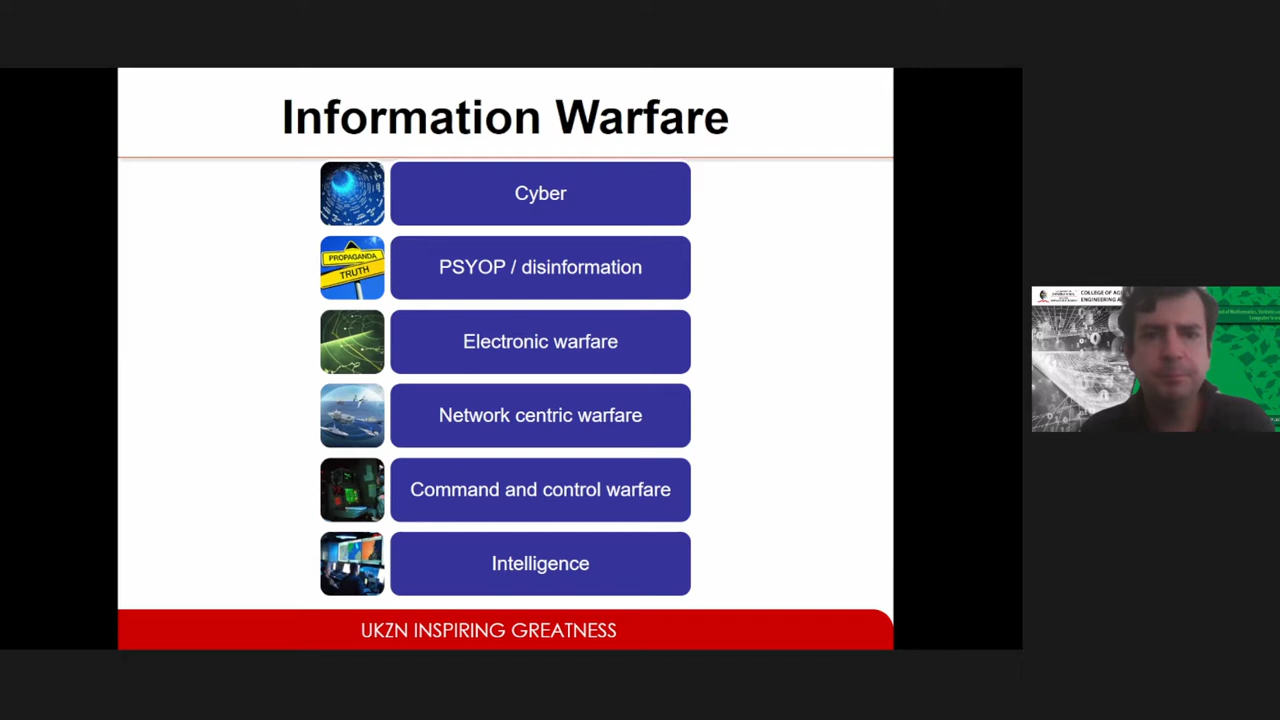 Information Warfare
Cyber
PROPAGANDA
TRUTH
PSYOP / disinformation
Electronic warfare
Network centric warfare
Command and control warfare
Intelligence
UKZN INSPIRING GREATNESS
COLLEGE OF
ENGINEERING